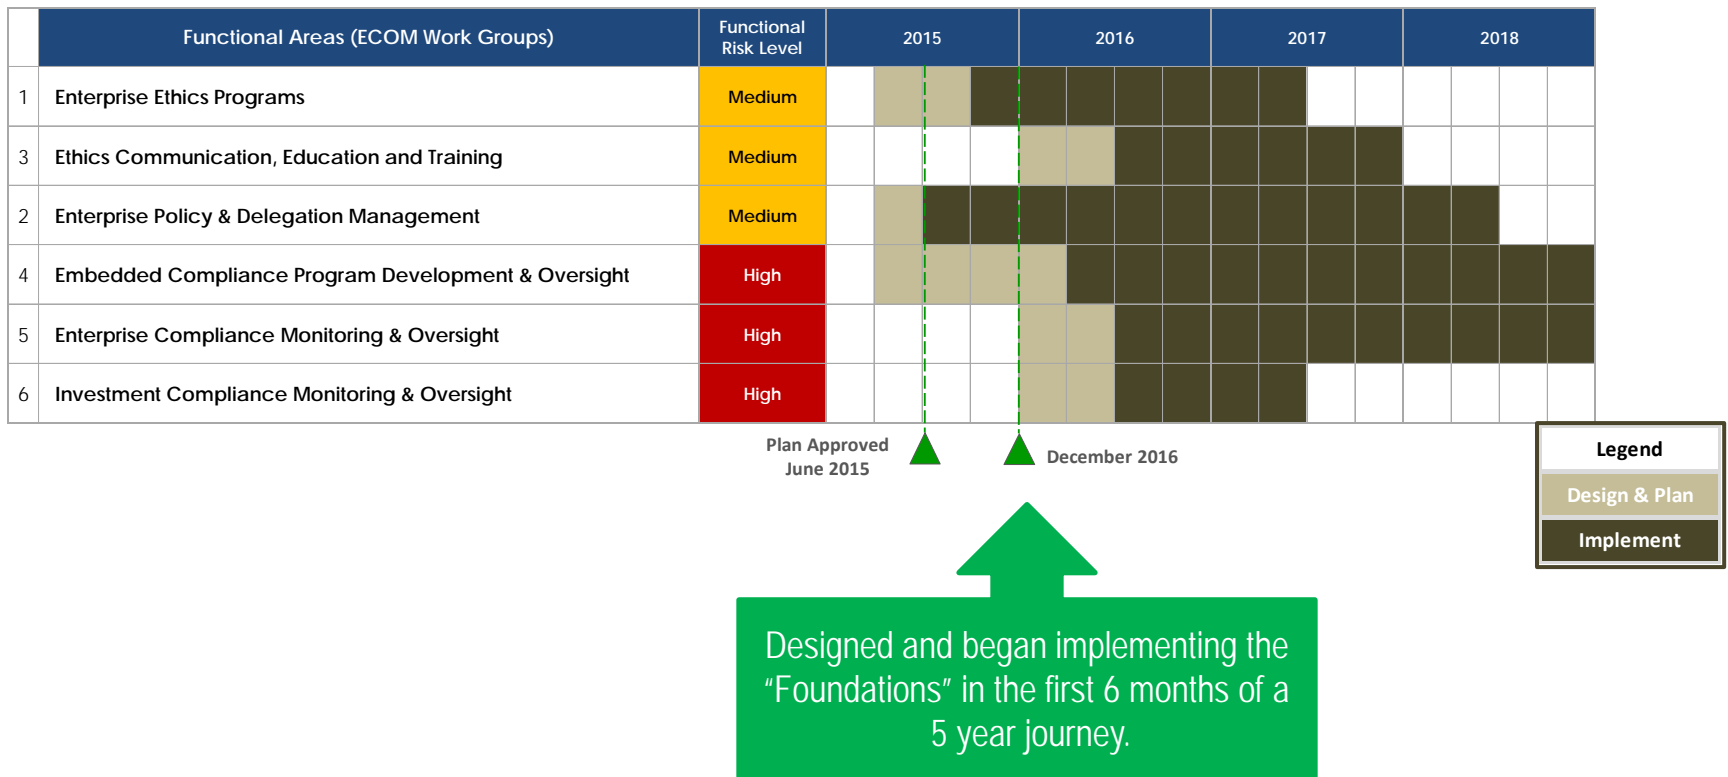 Functional Areas (ECOM Work Groups)
Functional
Risk Level
2015
2016
2017
2018
1 Enterprise Ethics Programs Medium
3 Ethics Communication, Education and Training Medium
2 Enterprise Policy & Delegation Management Medium
4 Embedded Compliance Program Development & Oversight High
5 Enterprise Compliance Monitoring & Oversight High
6 Investment Compliance Monitoring & Oversight High
Plan Approved
June 2015
December 2016
Legend
Design & Plan
Implement
Designed and began implementing the
“Foundations” in the first 6 months of a
5 year journey.